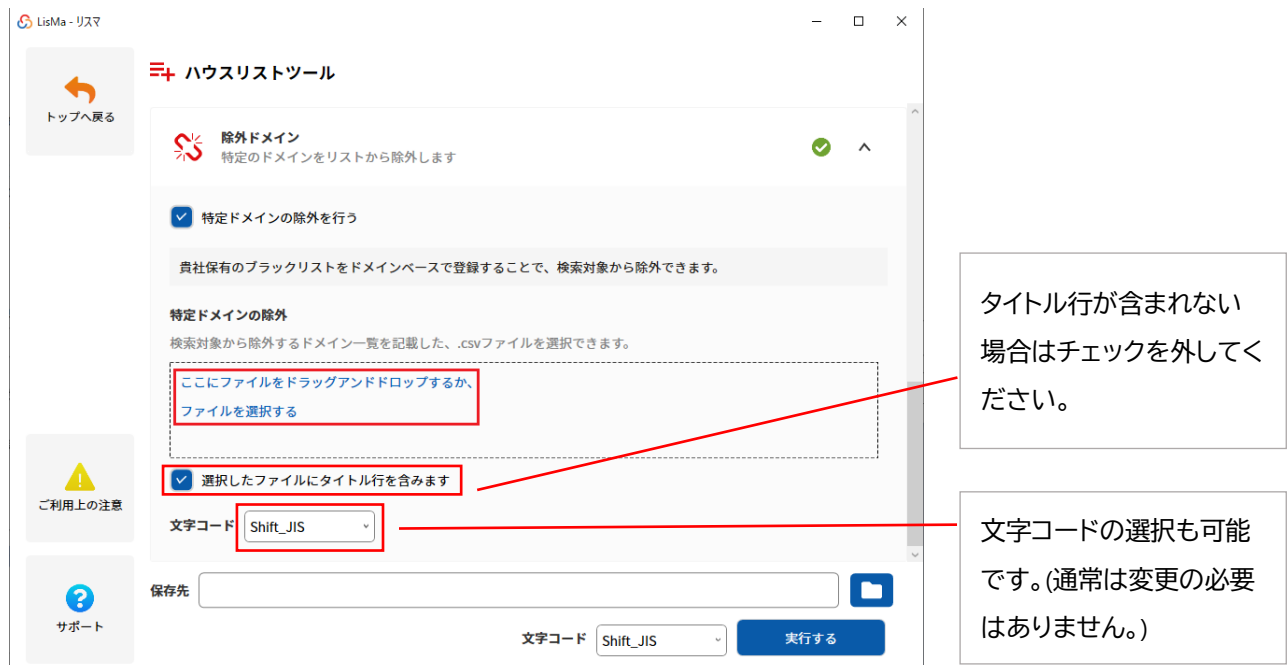 LisMa - リスマ
トップへ戻る
ハウスリストツール
除外ドメイン
特定のドメインをリストから除外します
特定ドメインの除外を行う
貴社保有のブラックリストをドメインベースで登録することで、検索対象から除外できます。
特定ドメインの除外
検索対象から除外するドメイン一覧を記載した、.csvファイルを選択できます。
ここにファイルをドラッグアンドドロップするか、
ファイルを選択する
選択したファイルにタイトル行を含みます
文字コード Shift_JIS
ご利用上の注意
サポート
保存先
文字コード Shift_JIS 実行する
タイトル行が含まれない
場合はチェックを外してく
ださい。
文字コードの選択も可能
です。(通常は変更の必要
はありません。)